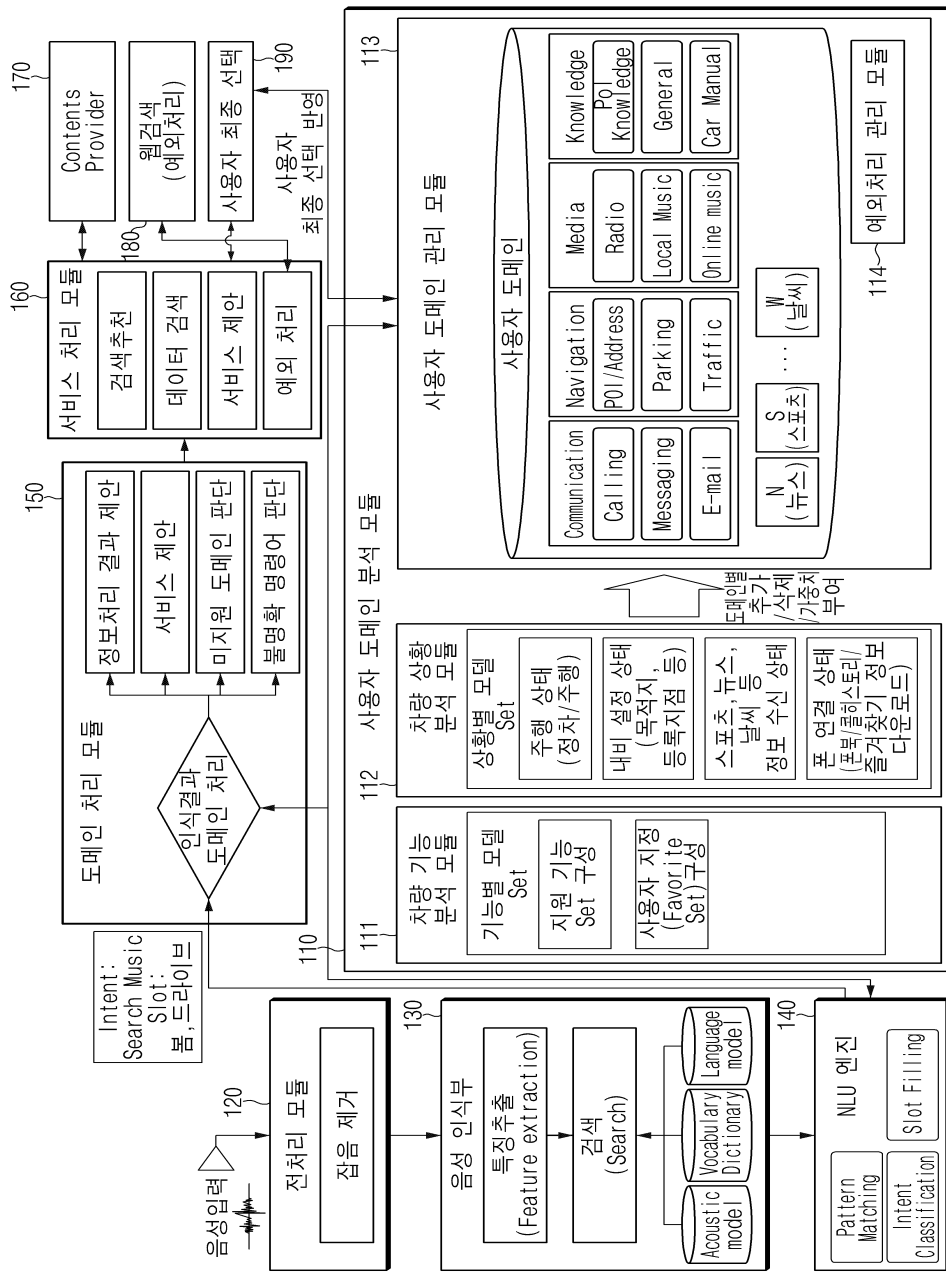 음성입력
120
전처리 모듈
잡음 제거
130
음성 인식부
특징추출
(Feature extraction)
검색
(Search)
Acoustic model
Vocabulary
Dictionary
Language
model
140
NLU 엔진
Pattern
Matching
Intent
Classification
Slot Filling
Intent:
Search Music
Slot:
봄,드라이브
150
도메인 처리 모듈
인식결과
도메인 처리
정보처리 결과 제안
서비스 제안
미지원 도메인 판단
불명확 명령어 판단
160
서비스 처리 모듈
검색추천
데이터 검색
서비스 제안
예외 처리
170
Contents
Provider
180
웹검색
(예외처리)
190
사용자 최종 선택
사용자
최종 선택 반영
110
사용자 도메인 분석 모듈
111
차량 기능
분석 모듈
기능별 모델
Set
지원 기능
Set 구성
사용자 지정
(Favorite
Set)구성
112
차량 상황
분석 모듈
상황별 모델
Set
주행 상태
(정차/주행)
내비 설정 상태
(목적지,
등록지점 등)
스포츠,뉴스,
날씨 등
정보 수신 상태
폰 연결 상태
(폰북/콜히스토리/
즐겨찾기 정보
다운로드)
도메인별
추가
/삭제
/가중치
부여
113
사용자 도메인 관리 모듈
사용자 도메인
Communication
Calling
Messaging
E-mail
Navigation
POI/Address
Parking
Traffic
Media
Radio
Local Music
Online music
Knowledge
PoI
Knowledge
General
Car Manual
N
(뉴스)
S
(스포츠)
...
W
(날씨)
114
예외처리 관리 모듈